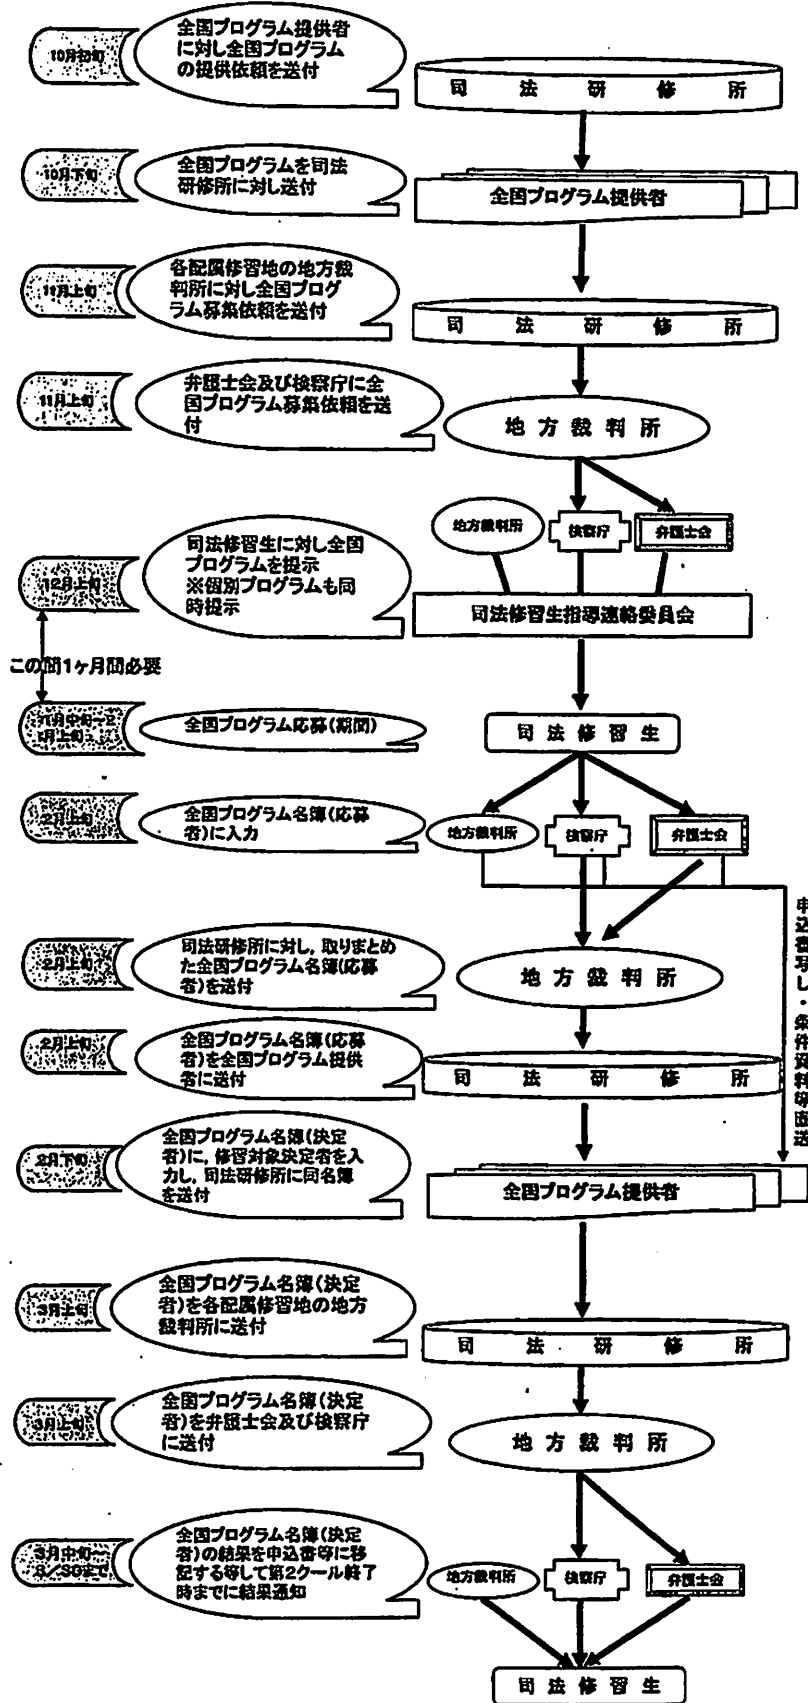 10月初旬
全国プログラム提供者
に対し全国プログラム
の提供依頼を送付
司法研修所
10月下旬
全国プログラムを司法
研修所に対し送付
全国プログラム提供者
11月上旬
各配属修習地の地方裁
判所に対し全国プログ
ラム募集依頼を送付
司法研修所
11月上旬
弁護士会及び検察庁に全
国プログラム募集依頼を送
付
地方裁判所
地方裁判所
検察庁
弁護士会
12月上旬
司法修習生に対し全国
プログラムを提示
※個別プログラムも同
時提示
司法修習生指導連絡委員会
この間1ヶ月間必要
月中旬~2
月上旬
全国プログラム応募(期間)
司法修習生
2月上旬
全国プログラム名簿(応募
者)に入力
地方裁判所
検察庁
弁護士会
2月上旬
司法研修所に対し,取りまとめ
た全国プログラム名簿(応募
者)を送付
地方裁判所
2月上旬
全国プログラム名簿(応募
者)を全国プログラム提供
者に送付
司法研修所
2月下旬
全国プログラム名簿(決定
者)に,修習対象決定者を入
力し,司法研修所に同名簿
を送付
全国プログラム提供者
申込書写し・条件資料等回送
3月上旬
全国プログラム名簿(決定
者)を各配属修習地の地方
裁判所に送付
司法研修所
3月上旬
全国プログラム名簿(決定
者)を弁護士会及び検察庁
に送付
地方裁判所
3月中旬~
3/30まで
全国プログラム名簿(決定
者)の結果を申込書等に移
記する等して第2クール終了
時までに結果通知
地方裁判所
検察庁
弁護士会
司法修習生